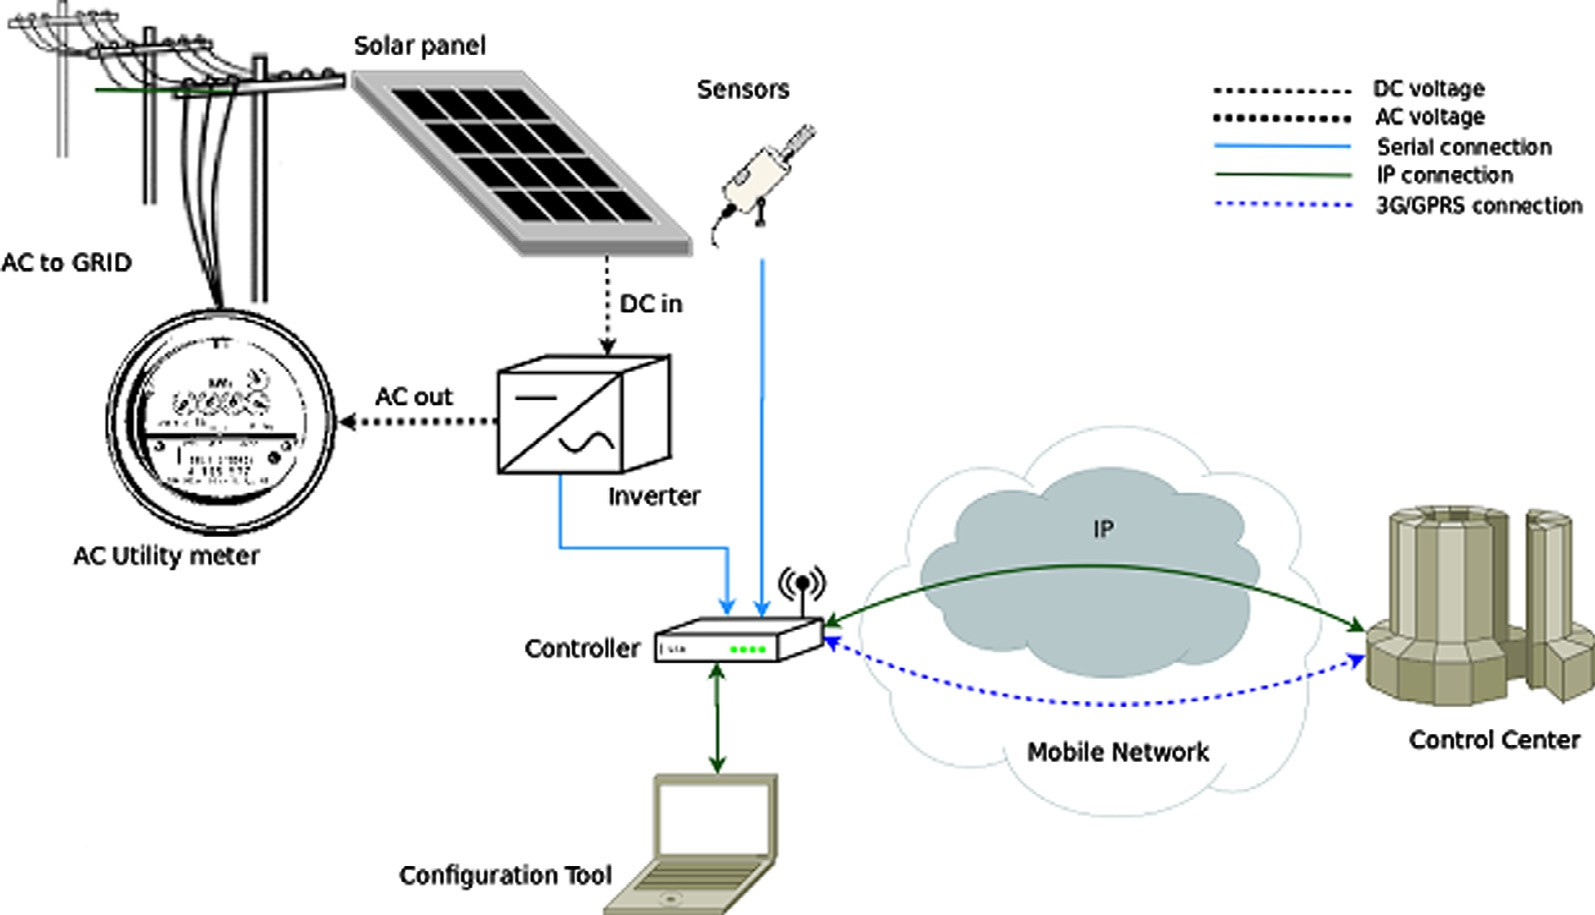 Solar panel
Sensors
DC voltage
AC voltage
Serial connection
IP connection
3G/GPRS connection
AC to GRID
DC in
AC out
Inverter
AC Utility meter
IP
Controller
Mobile Network
Control Center
Configuration Tool